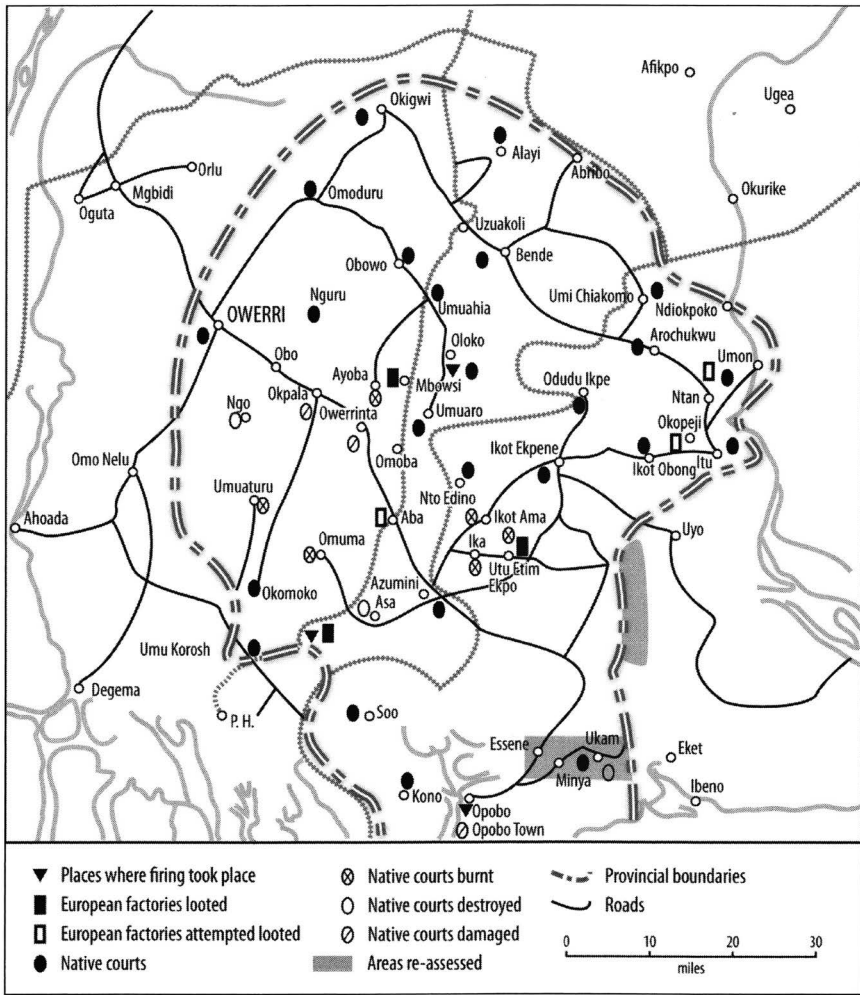 Afikpo
Ugea
Okigwi
Alayi
Abribo
Orlu
Mgbidi
Oguta
Omoduru
Okurike
Uzuakoli
Bende
Obowo
Umi Chiakomo
Ndiokpoko
Nguru
Umuahia
OWERRI
Arochukwu
Oloko
Umon
Obo
Ayoba
Mbowsi
Odudu Ikpe
Ntan
Okpala
Ngo
Owerrinta
Umuaro
Okopeji
Omoba
Ikot Ekpene
Ikot Obong
Itu
Omo Nelu
Nto Edino
Umuaturu
Ahoada
Aba
Ikot Ama
Uyo
Omuma
Ika
Utu Etim
Ekpo
Azumini
Okomoko
Asa
Umu Korosh
Degema
P. H.
Soo
Essene
Ukam
Eket
Minya
Ibeno
Kono
Opobo
Opobo Town
Places where firing took place
European factories looted
European factories attempted looted
Native courts
Native courts burnt
Native courts destroyed
Native courts damaged
Areas re-assessed
Provincial boundaries
Roads
0 10 20 30
miles